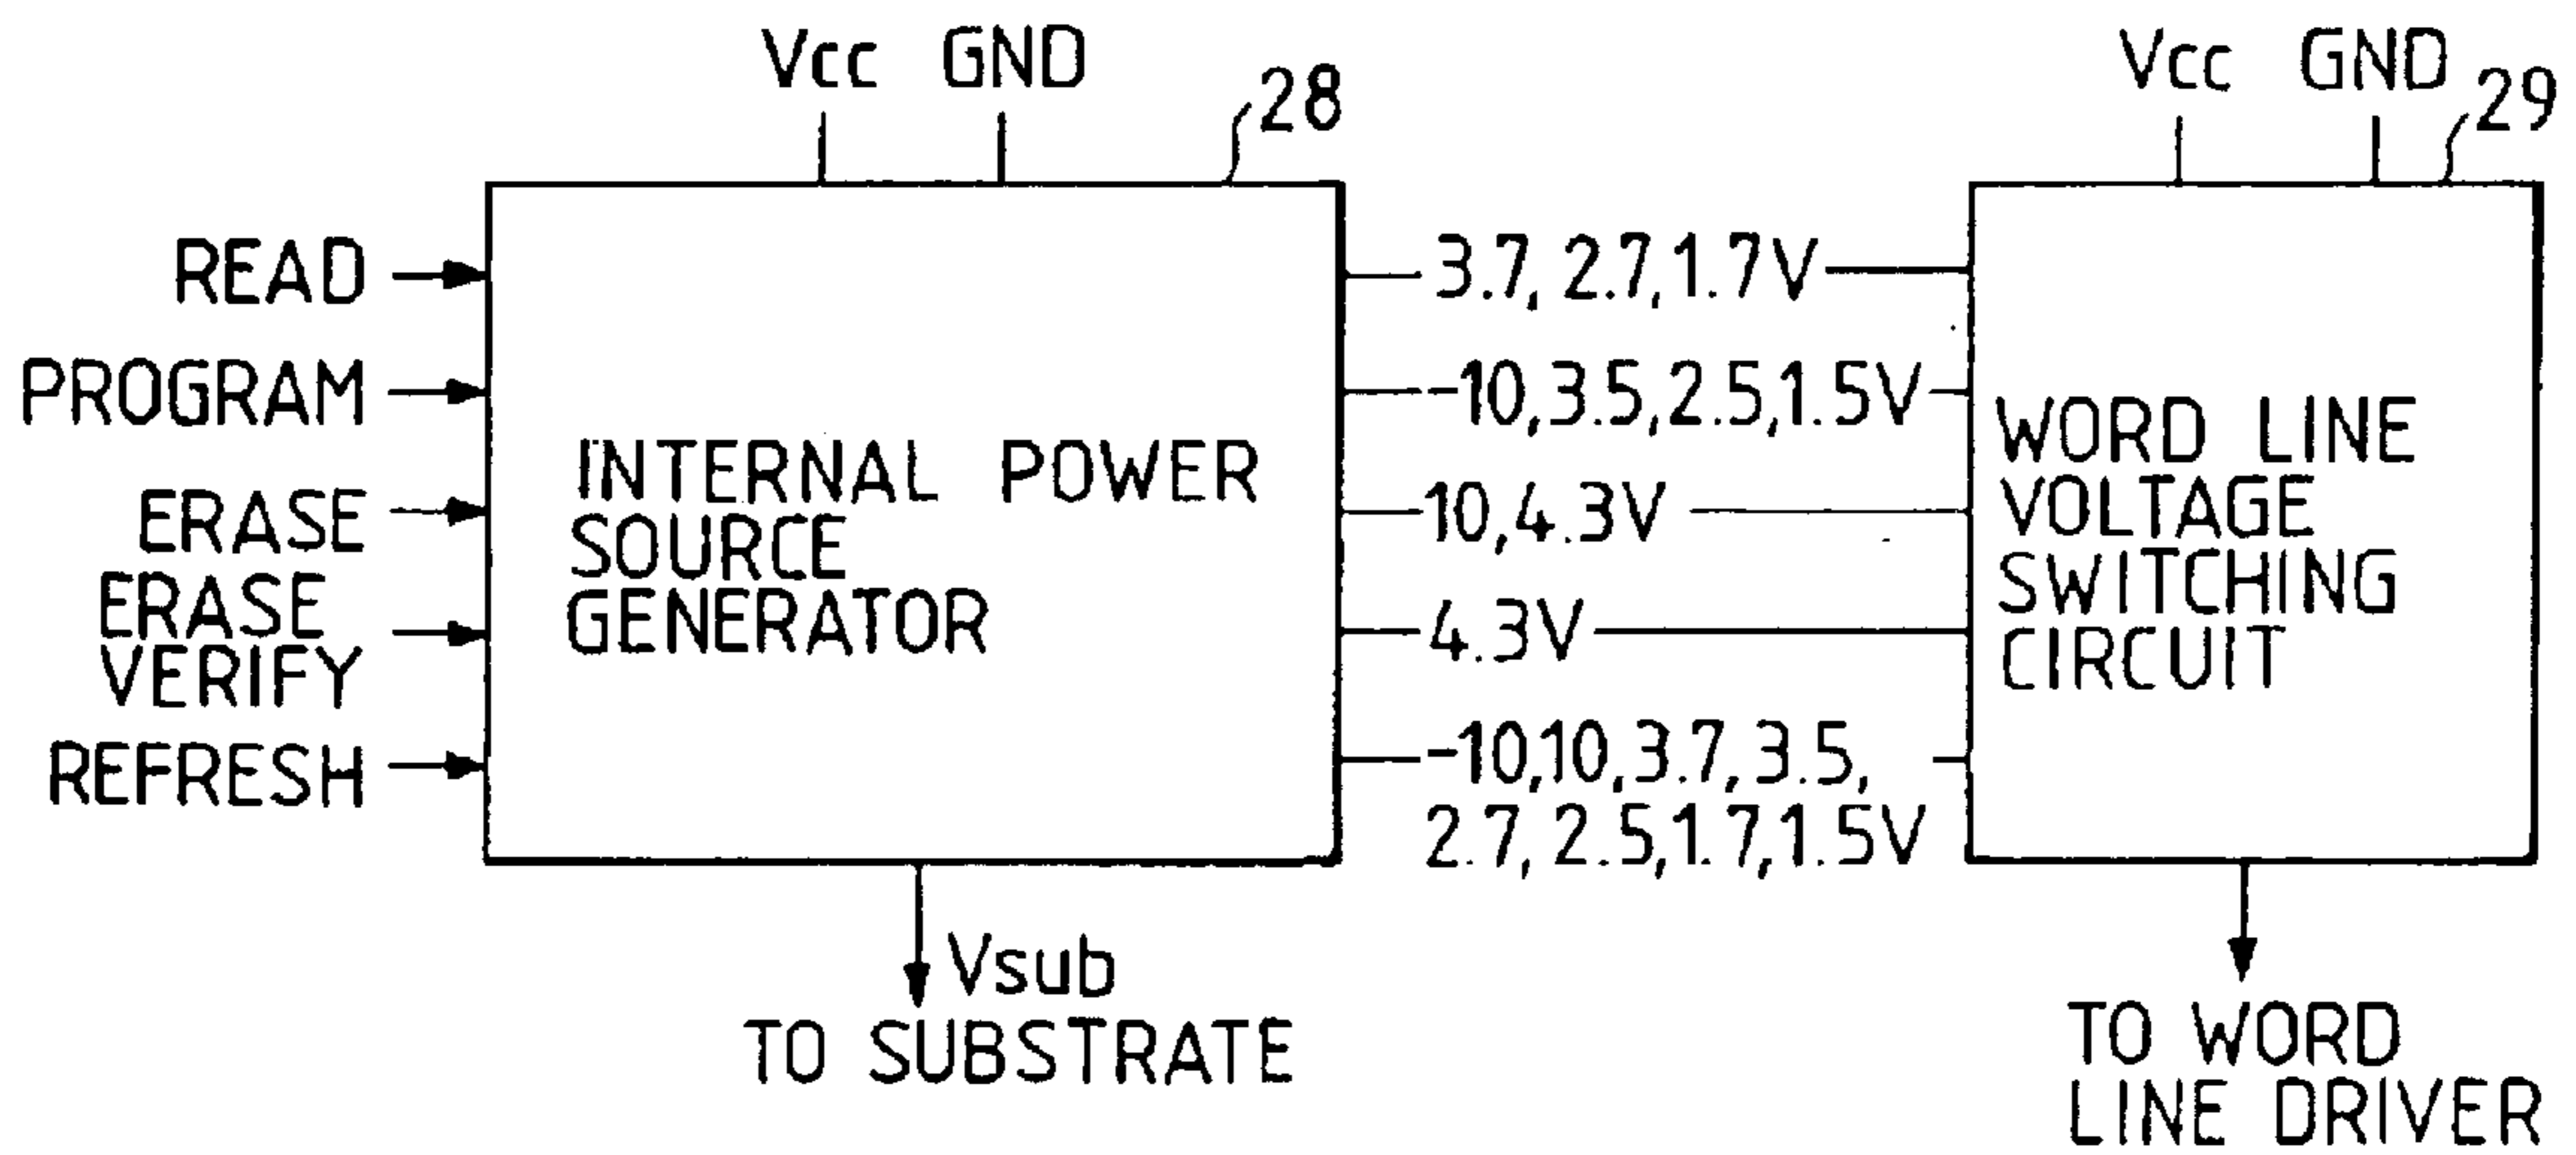 Vcc GND 28
Vcc GND 29
READ
PROGRAM
ERASE
ERASE
VERIFY
REFRESH
INTERNAL POWER
SOURCE
GENERATOR
3.7, 2.7, 1.7V
-10, 3.5, 2.5, 1.5V
10, 4.3V
4.3V
-10, 10, 3.7, 3.5,
2.7, 2.5, 1.7, 1.5V
WORD LINE
VOLTAGE
SWITCHING
CIRCUIT
Vsub
TO SUBSTRATE
TO WORD
LINE DRIVER